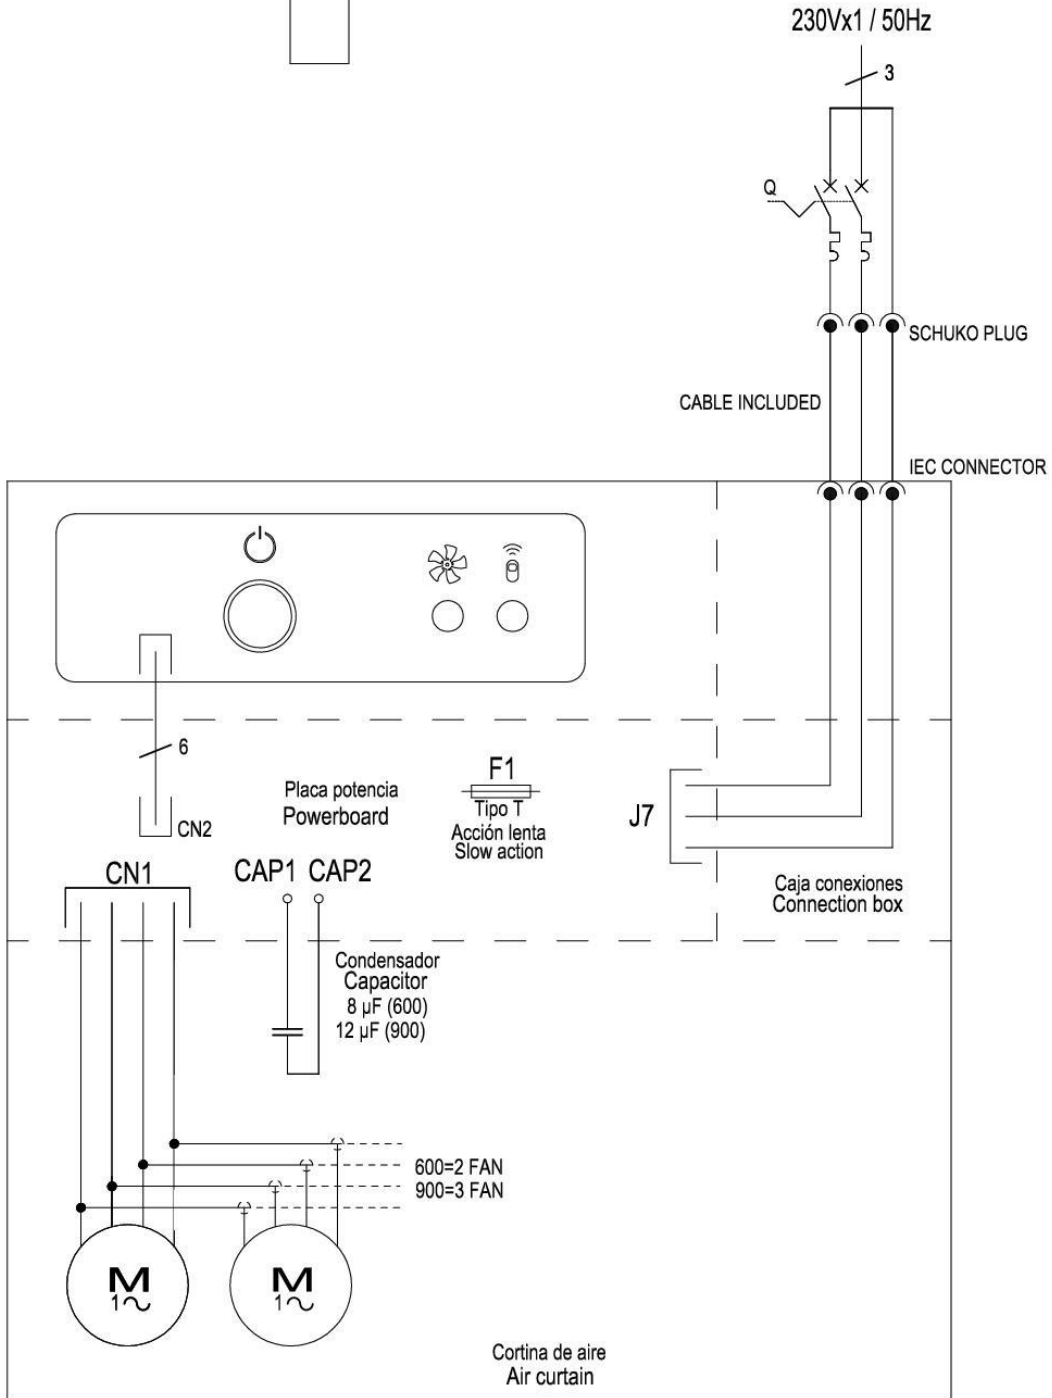 230Vx1 / 50Hz
3
Q
SCHUKO PLUG
CABLE INCLUDED
IEC CONNECTOR
6
CN2
Placa potencia
Powerboard
F1
Tipo T
Acción lenta
Slow action
J7
Caja conexiones
Connection box
CN1
CAP1 CAP2
Condensador
Capacitor
8 µF (600)
12 µF (900)
600=2 FAN
900=3 FAN
M
1~
M
1~
Cortina de aire
Air curtain